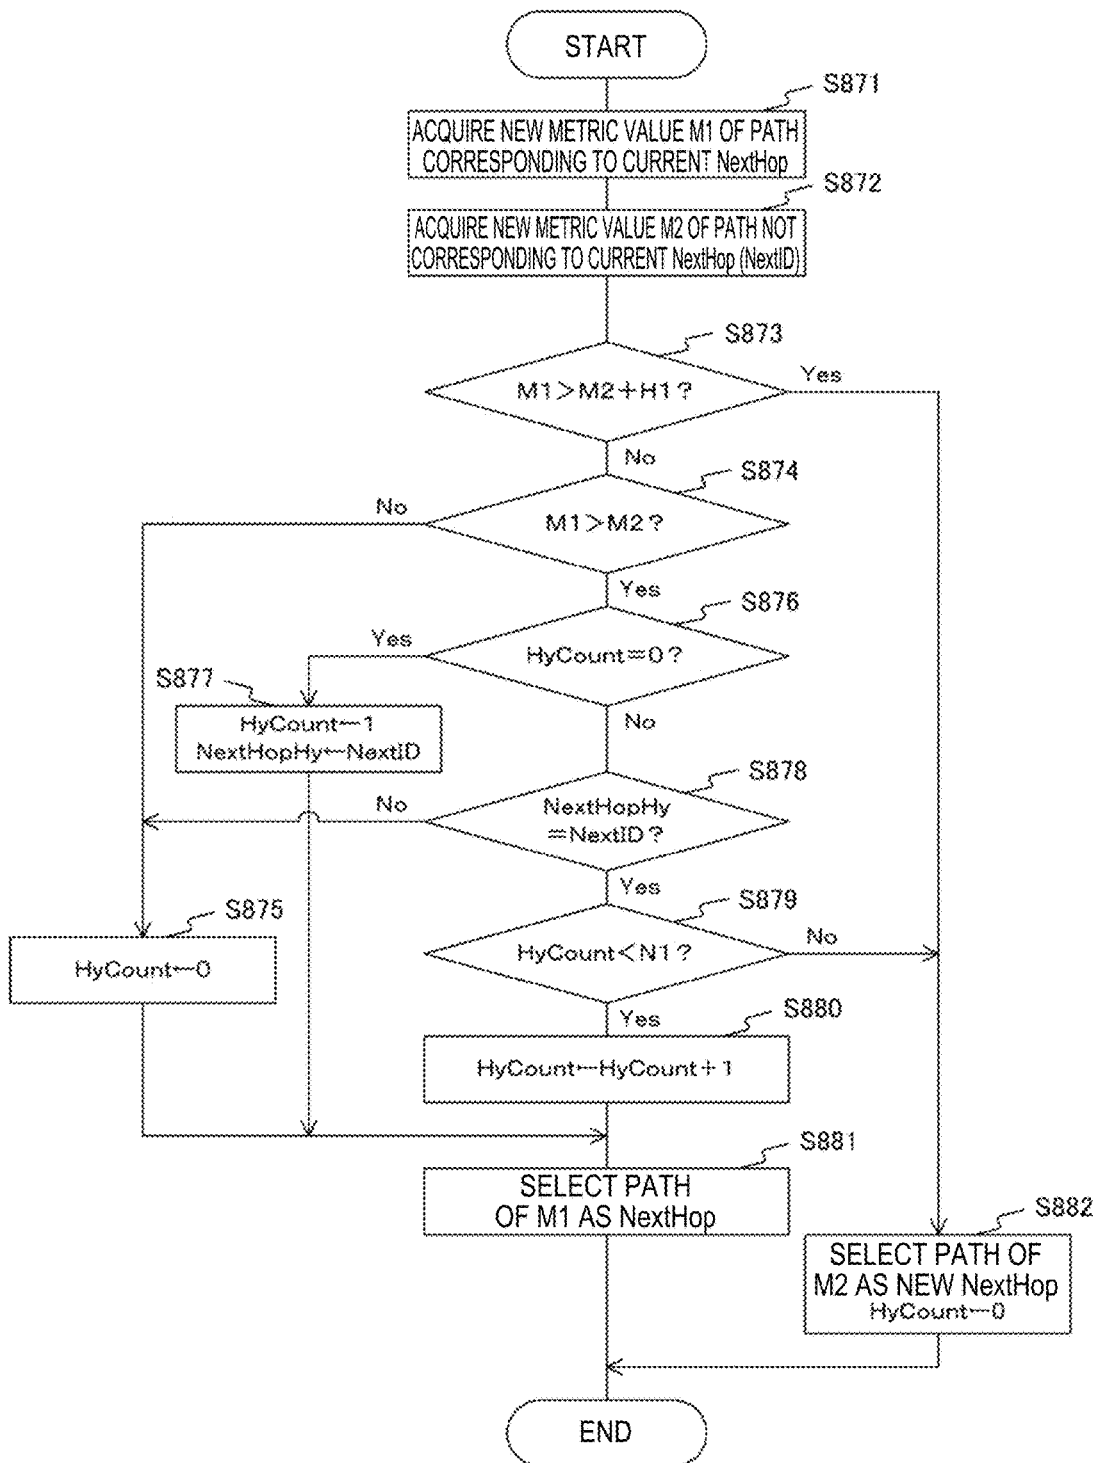 START
S871
ACQUIRE NEW METRIC VALUE M1 OF PATH
CORRESPONDING TO CURRENT NextHop
S872
ACQUIRE NEW METRIC VALUE M2 OF PATH NOT
CORRESPONDING TO CURRENT NextHop (NextID)
S873
M1>M2+H1?
Yes
No
S874
M1>M2?
No
Yes
S876
HyCount=0?
Yes
No
S877
HyCount←1
NextHopHy←NextID
S878
NextHopHy
=NextID?
No
Yes
S875
HyCount←0
S879
HyCount<N1?
No
Yes
S880
HyCount←HyCount+1
S881
SELECT PATH
OF M1 AS NextHop
S882
SELECT PATH OF
M2 AS NEW NextHop
HyCount←0
END